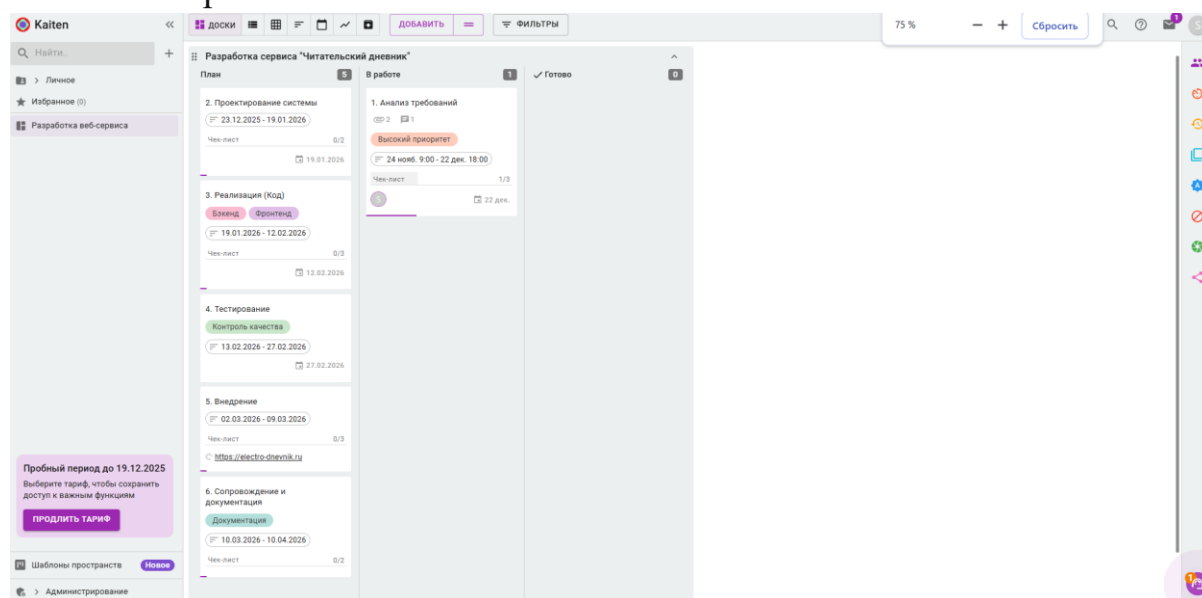 Kaiten
Найти..
Личное
Избранное (0)
Разработка веб-сервиса
Пробный период до 19.12.2025
Выберите тариф, чтобы сохранить
доступ к важным функциям
ПРОДЛИТЬ ТАРИФ
Шаблоны пространств Новое
Администрирование
ДОСКИ ДОБАВИТЬ ФИЛЬТРЫ
75 % Сбросить
1
Разработка сервиса "Читательский дневник"
План 5
2. Проектирование системы
23.12.2025 - 19.01.2026
Чек-лист 0/2
19.01.2026
3. Реализация (Код)
Бэкенд Фронтенд
19.01.2026 - 12.02.2026
Чек-лист 0/3
12.02.2026
4. Тестирование
Контроль качества
13.02.2026 - 27.02.2026
27.02.2026
5. Внедрение
02.03.2026 - 09.03.2026
Чек-лист 0/3
https://electro-dnevnik.ru
6. Сопровождение и
документация
Документация
10.03.2026 - 10.04.2026
Чек-лист 0/2
В работе 1
1. Анализ требований
2 1
Высокий приоритет
24 нояб. 9:00 - 22 дек. 18:00
Чек-лист 1/3
S 22 дек.
Готово 0
1